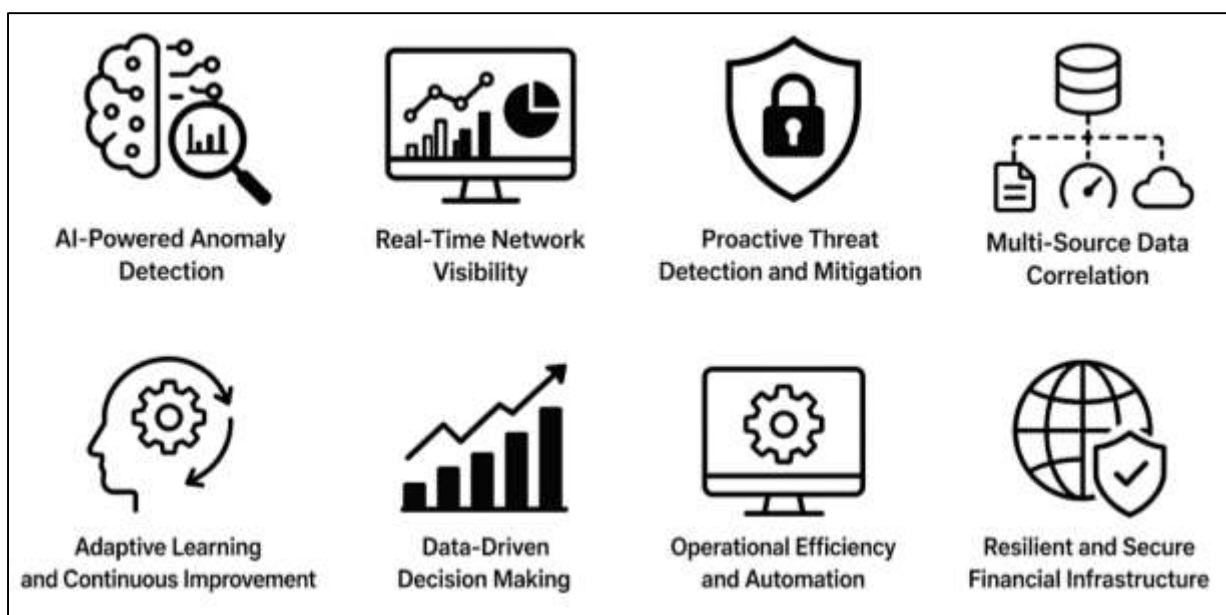 AI-Powered Anomaly
Detection
Real-Time Network
Visibility
Proactive Threat
Detection and Mitigation
Multi-Source Data
Correlation
Adaptive Learning
and Continuous Improvement
Data-Driven
Decision Making
Operational Efficiency
and Automation
Resilient and Secure
Financial Infrastructure